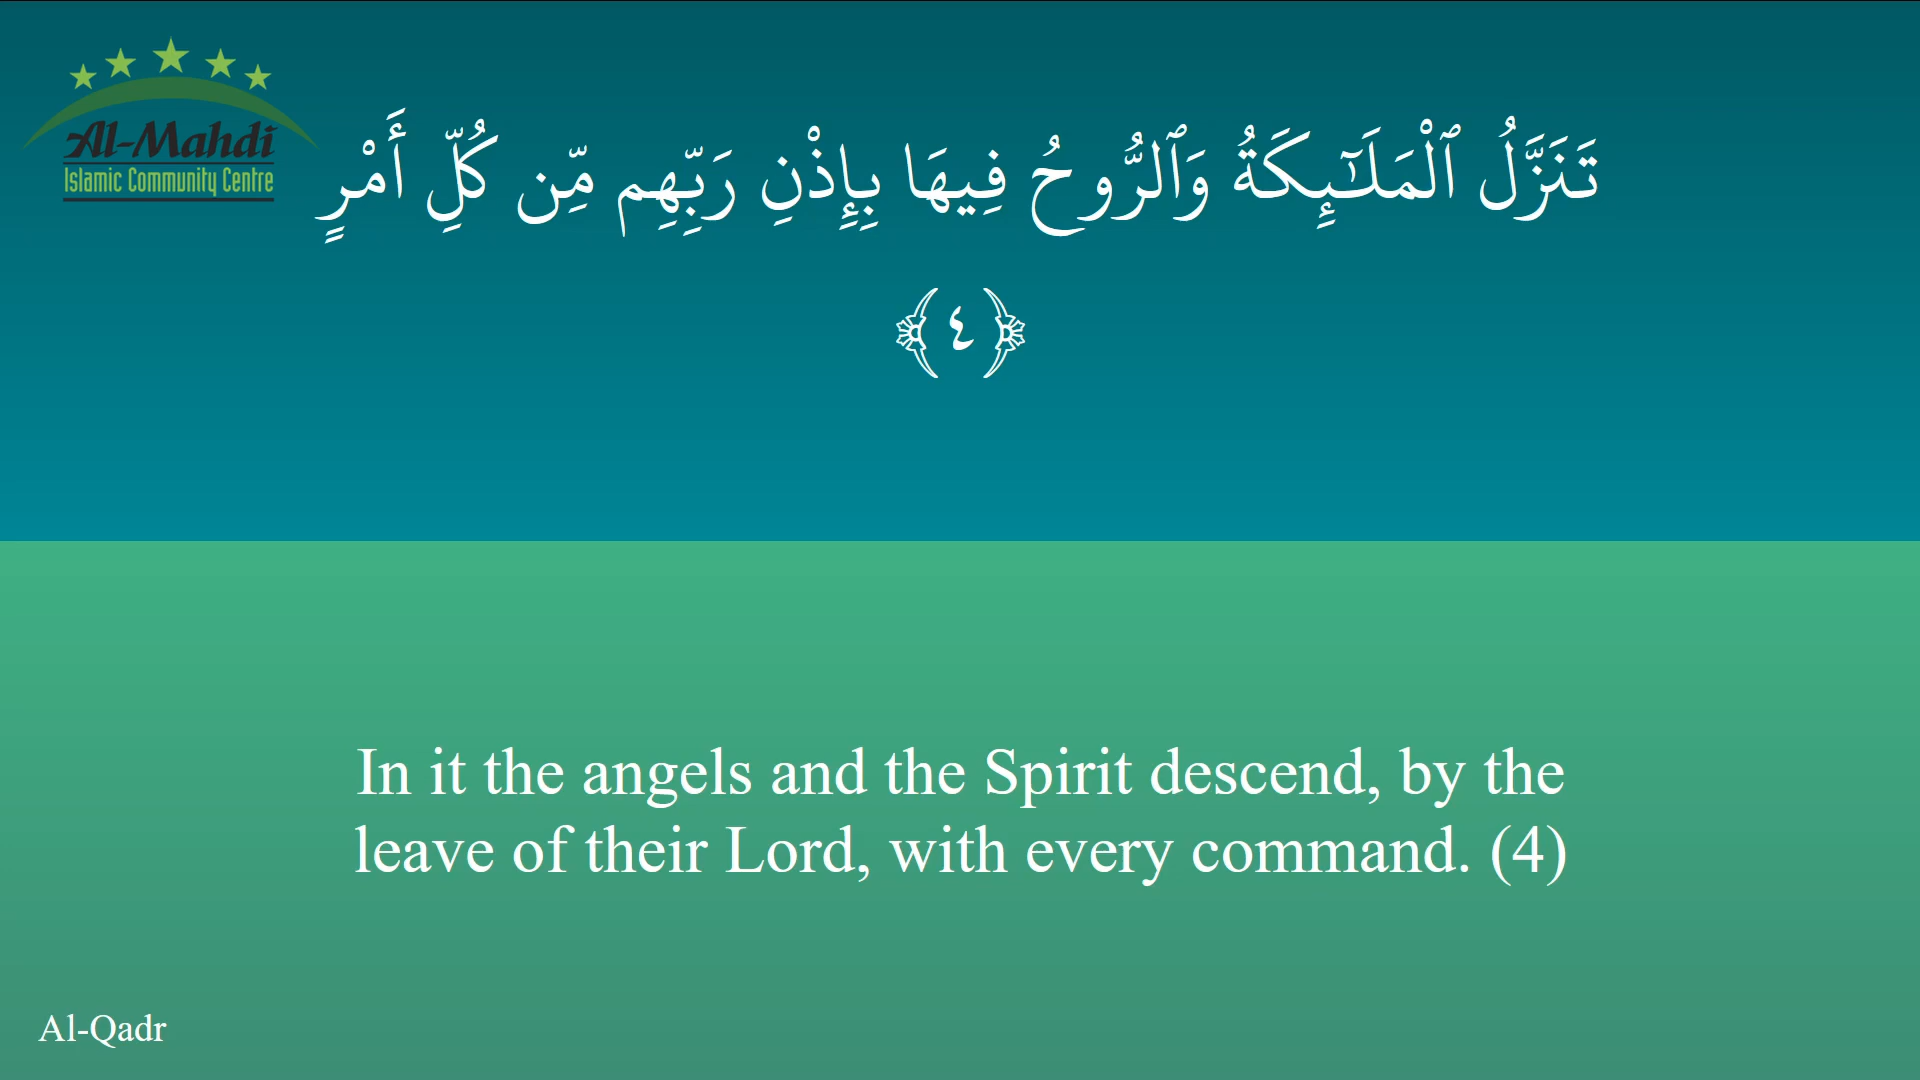 Al-Mahdi
Islamic Community Centre
تَنَزَّلُ ٱلْمَلَـٰٓئِكَةُ وَٱلرُّوحُ فِيهَا بِإِذْنِ رَبِّهِم مِّن كُلِّ أَمْرٍ
﴿٤﴾
In it the angels and the Spirit descend, by the
leave of their Lord, with every command. (4)
Al-Qadr